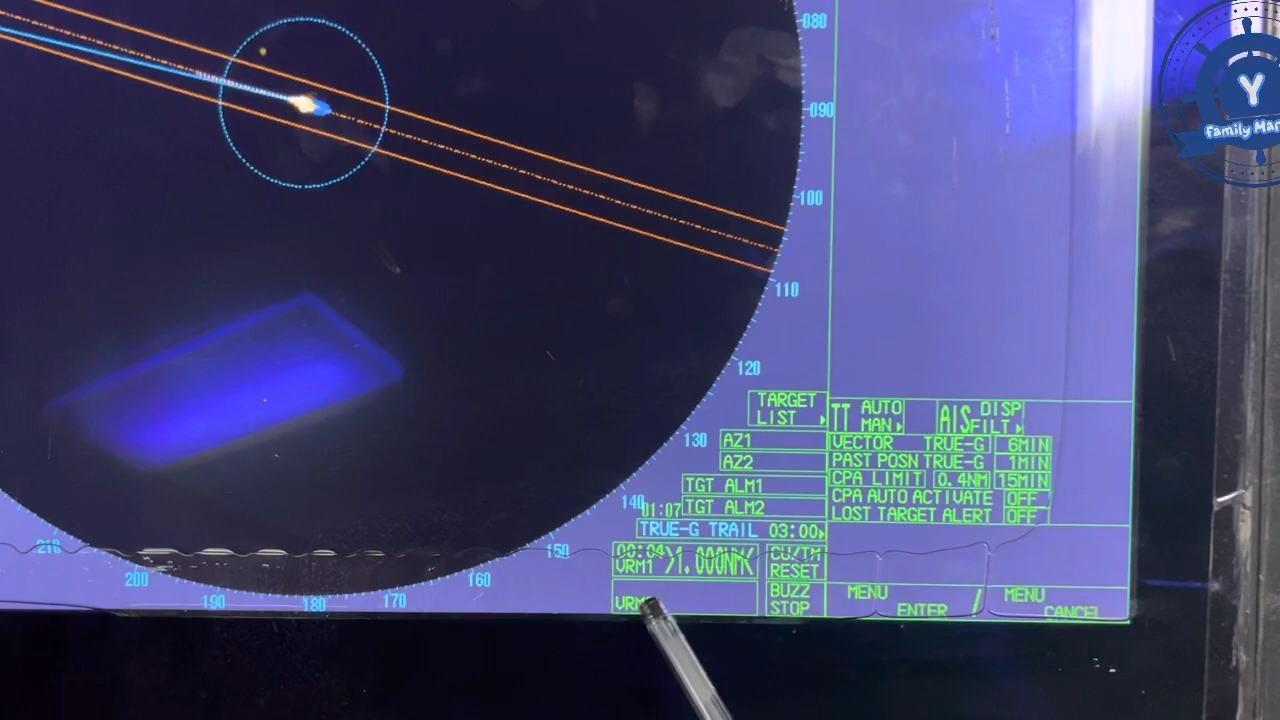 080
Y
Family Mar
090
100
110
120
TARGET
LIST
TT AUTO
MAN
AIS DISP
FILT
130
AZ1
VECTOR TRUE-G 6MIN
AZ2
PAST POSN TRUE-G 1MIN
CPA LIMIT 0.4NM 15MIN
TGT ALM1
CPA AUTO ACTIVATE OFF
140
01:07
TGT ALM2
LOST TARGET ALERT OFF
TRUE-G TRAIL 03:00
210
150
00:04
VRM1 >1.000NM<
CU/TM
RESET
200
160
BUZZ
STOP
MENU
ENTER /
MENU
CANCEL
190
180
170